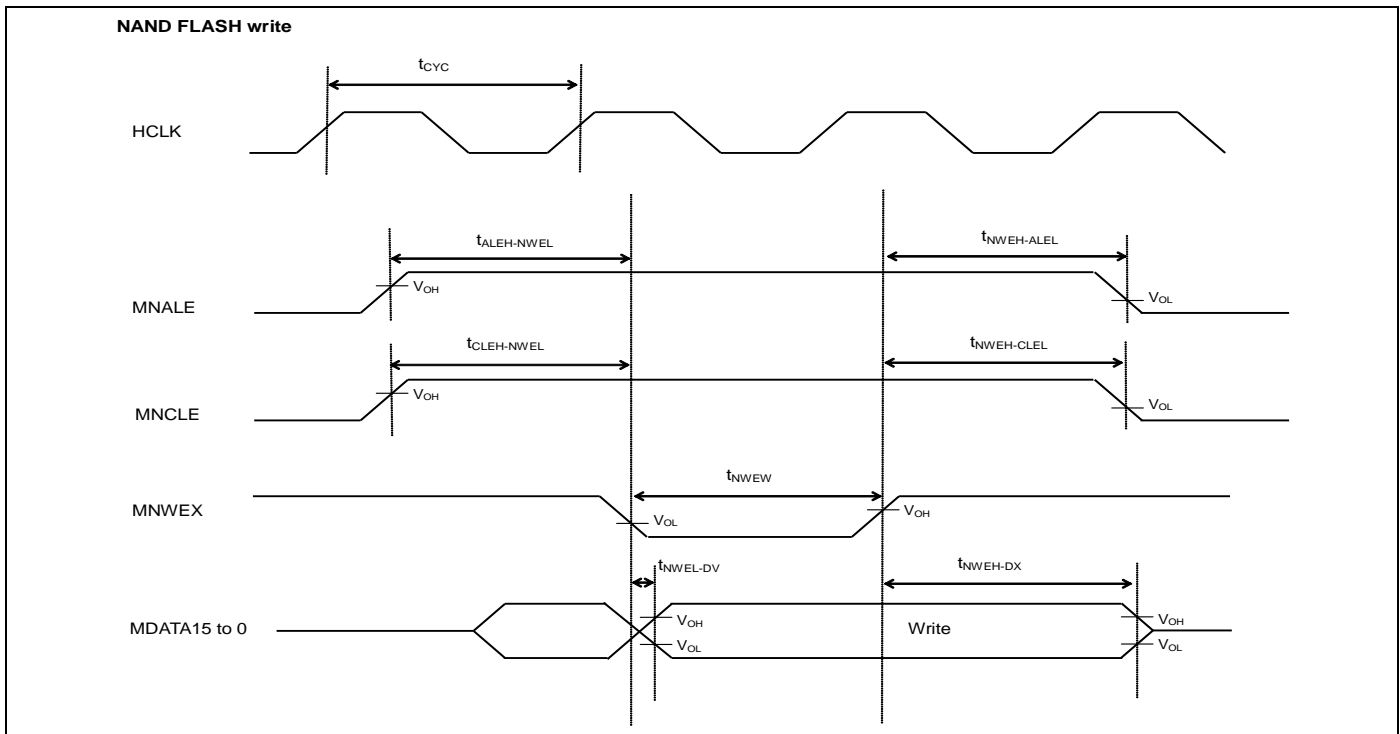 NAND FLASH write
tCYC
HCLK
tALEH-NWEL
tNWEH-ALEL
VOH
VOL
MNALE
tCLEH-NWEL
tNWEH-CLEL
VOH
VOL
MNCLE
tNWEW
MNWEX
VOL
VOH
tNWEL-DV
tNWEH-DX
MDATA15 to 0
VOH
Write
VOH
VOL
VOL